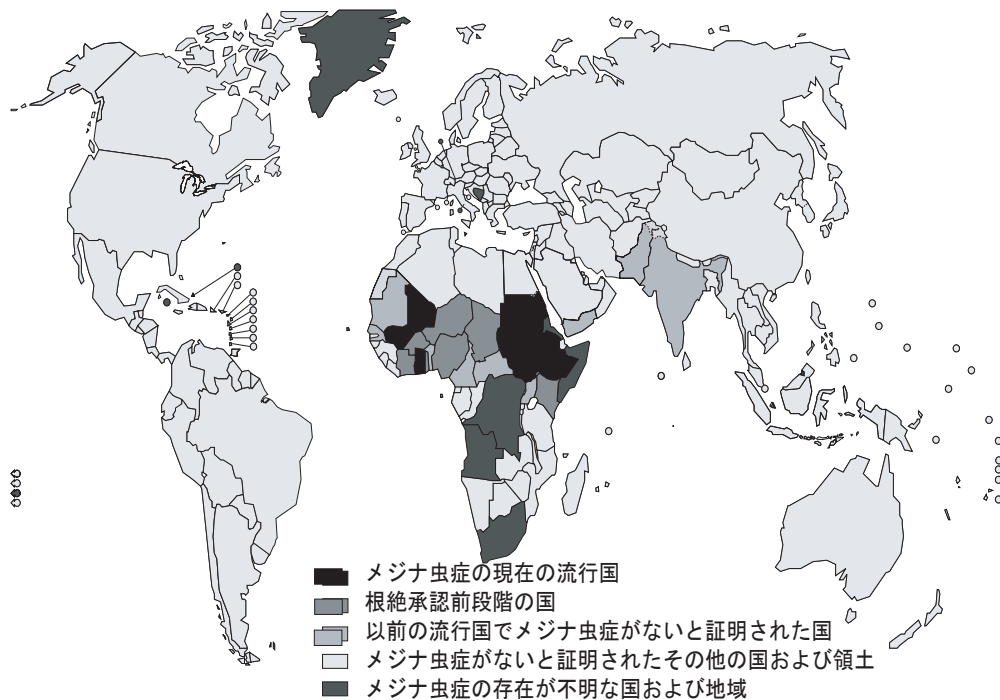 メジナ虫症の現在の流行国
根絶承認前段階の国
以前の流行国でメジナ虫症がないと証明された国
メジナ虫症がないと証明されたその他の国および領土
メジナ虫症の存在が不明な国および地域